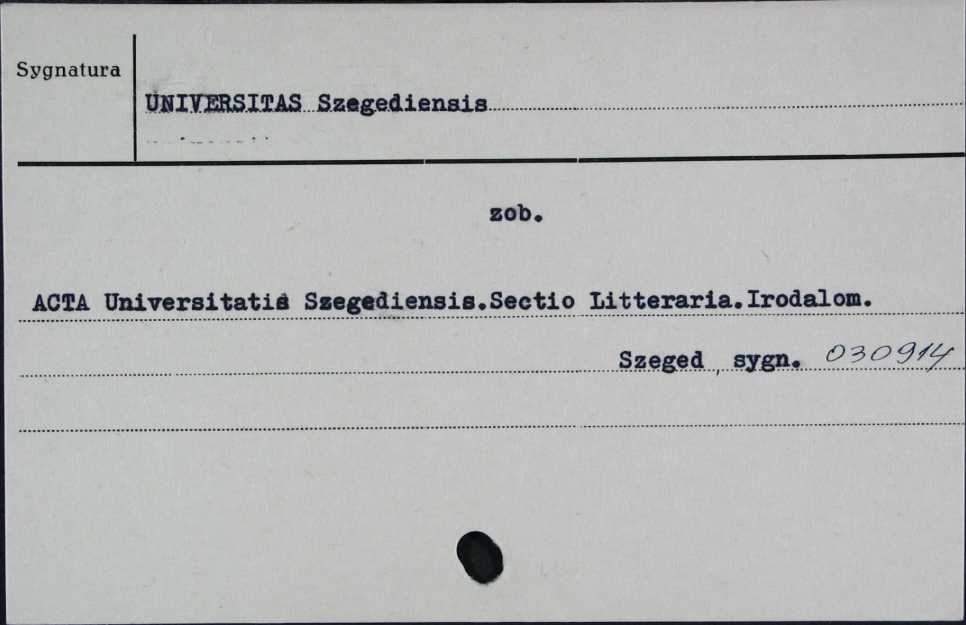 Sygnatura
UNIVERSITAS Szegediensis
zob.
ACTA Universitatis Szegediensis.Sectio Litteraria.Irodalom.
Szeged, sygn. 030914